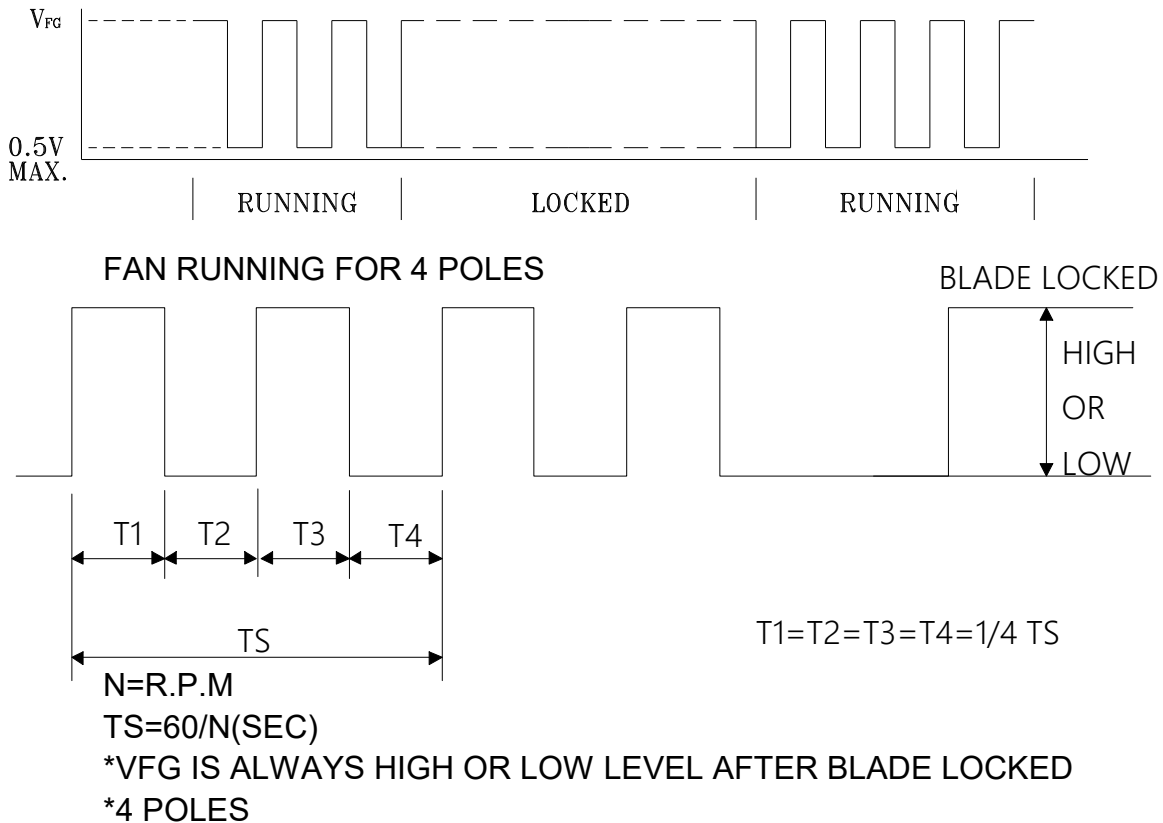 VFG
0.5V
MAX.
RUNNING LOCKED RUNNING
FAN RUNNING FOR 4 POLES
BLADE LOCKED
HIGH
OR
LOW
T1 T2 T3 T4
TS
T1=T2=T3=T4=1/4 TS
N=R.P.M
TS=60/N(SEC)
*VFG IS ALWAYS HIGH OR LOW LEVEL AFTER BLADE LOCKED
*4 POLES